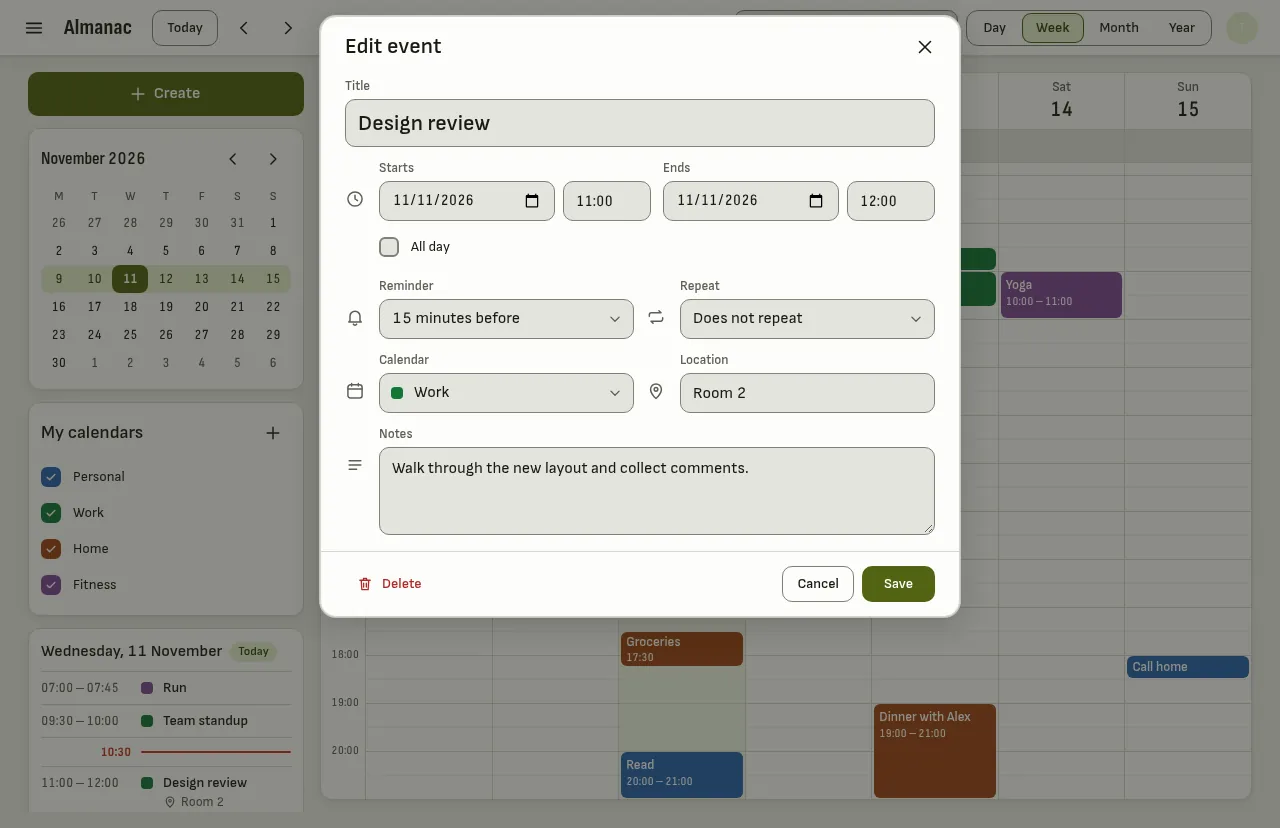 Almanac
Today
Day
Week
Month
Year
Create
November 2026
M T W T F S S
26 27 28 29 30 31 1
2 3 4 5 6 7 8
9 10 11 12 13 14 15
16 17 18 19 20 21 22
23 24 25 26 27 28 29
30 1 2 3 4 5 6
My calendars
Personal
Work
Home
Fitness
Wednesday, 11 November Today
07:00 – 07:45 Run
09:30 – 10:00 Team standup
10:30
11:00 – 12:00 Design review
Room 2
Edit event
Title
Design review
Starts
Ends
11/11/2026 11:00
11/11/2026 12:00
All day
Reminder
Repeat
15 minutes before
Does not repeat
Calendar
Location
Work
Room 2
Notes
Walk through the new layout and collect comments.
Delete
Cancel
Save
Sat
14
Sun
15
Yoga
10:00 – 11:00
18:00
19:00
20:00
Groceries
17:30
Read
20:00 – 21:00
Dinner with Alex
19:00 – 21:00
Call home